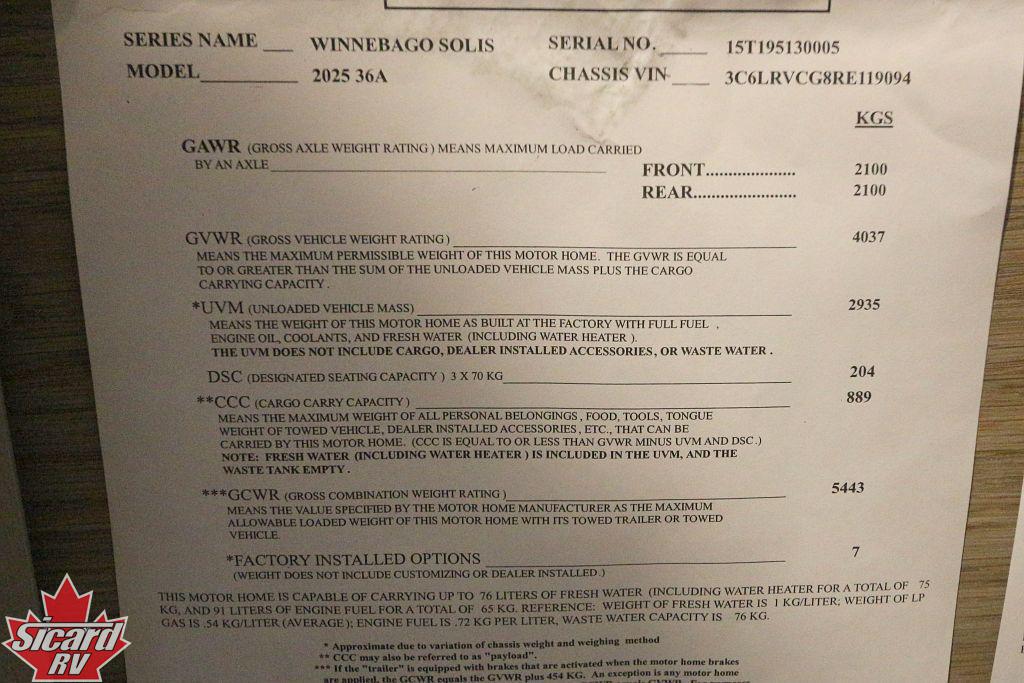 SERIES NAME ___ WINNEBAGO SOLIS SERIAL NO. _____ 15T195130005
MODEL__________ 2025 36A CHASSIS VIN ____ 3C6LRVCG8RE119094
KGS
GAWR (GROSS AXLE WEIGHT RATING) MEANS MAXIMUM LOAD CARRIED
BY AN AXLE
FRONT..................... 2100
REAR....................... 2100
GVWR (GROSS VEHICLE WEIGHT RATING) 4037
MEANS THE MAXIMUM PERMISSIBLE WEIGHT OF THIS MOTOR HOME. THE GVWR IS EQUAL
TO OR GREATER THAN THE SUM OF THE UNLOADED VEHICLE MASS PLUS THE CARGO
CARRYING CAPACITY.
*UVM (UNLOADED VEHICLE MASS) 2935
MEANS THE WEIGHT OF THIS MOTOR HOME AS BUILT AT THE FACTORY WITH FULL FUEL ,
ENGINE OIL, COOLANTS, AND FRESH WATER (INCLUDING WATER HEATER ).
THE UVM DOES NOT INCLUDE CARGO, DEALER INSTALLED ACCESSORIES, OR WASTE WATER .
DSC (DESIGNATED SEATING CAPACITY ) 3 X 70 KG 204
**CCC (CARGO CARRY CAPACITY ) 889
MEANS THE MAXIMUM WEIGHT OF ALL PERSONAL BELONGINGS , FOOD, TOOLS, TONGUE
WEIGHT OF TOWED VEHICLE, DEALER INSTALLED ACCESSORIES , ETC., THAT CAN BE
CARRIED BY THIS MOTOR HOME. (CCC IS EQUAL TO OR LESS THAN GVWR MINUS UVM AND DSC.)
NOTE: FRESH WATER (INCLUDING WATER HEATER ) IS INCLUDED IN THE UVM, AND THE
WASTE TANK EMPTY .
***GCWR (GROSS COMBINATION WEIGHT RATING ) 5443
MEANS THE VALUE SPECIFIED BY THE MOTOR HOME MANUFACTURER AS THE MAXIMUM
ALLOWABLE LOADED WEIGHT OF THIS MOTOR HOME WITH ITS TOWED TRAILER OR TOWED
VEHICLE.
*FACTORY INSTALLED OPTIONS 7
(WEIGHT DOES NOT INCLUDE CUSTOMIZING OR DEALER INSTALLED .)
THIS MOTOR HOME IS CAPABLE OF CARRYING UP TO 76 LITERS OF FRESH WATER (INCLUDING WATER HEATER FOR A TOTAL OF 75
KG, AND 91 LITERS OF ENGINE FUEL FOR A TOTAL OF 65 KG. REFERENCE: WEIGHT OF FRESH WATER IS 1 KG/LITER; WEIGHT OF LP
GAS IS .54 KG/LITER (AVERAGE ); ENGINE FUEL IS .72 KG PER LITER, WASTE WATER CAPACITY IS 76 KG.
* Approximate due to variation of chassis weight and weighing method
** CCC may also be referred to as "payload".
*** If the "trailer" is equipped with brakes that are activated when the motor home brakes
are applied, the GCWR equals the GVWR plus 454 KG. An exception is any motor home
Sicard
RV